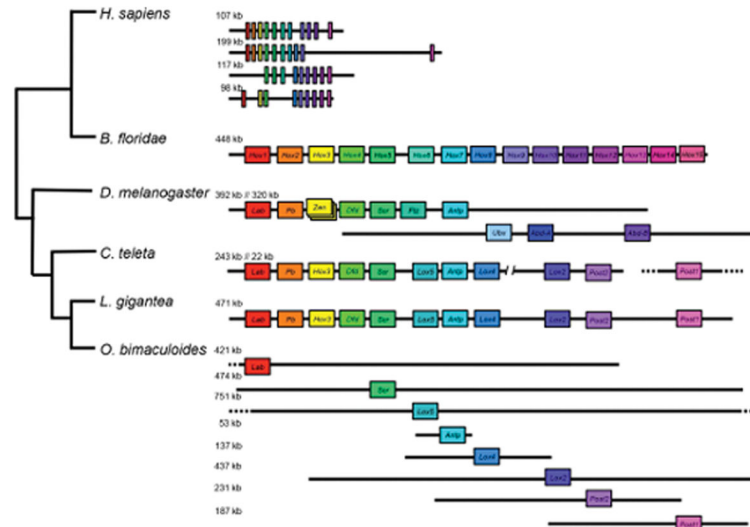 H. sapiens
107 kb
199 kb
117 kb
98 kb
B. floridae
448 kb
Hox1 Hox2 Hox3 Hox4 Hox5 Hox6 Hox7 Hox8 Hox9 Hox10 Hox11 Hox12 Hox13 Hox14 Hox15
D. melanogaster
392 kb // 320 kb
Lab Pb Zen Dfd Scr Ftz Antp
Ubx Abd-A Abd-B
C. teleta
243 kb // 22 kb
Lab Pb Hox3 Dfd Scr Lox5 Antp Lox4 // Lox2 Post2 Post1
L. gigantea
471 kb
Lab Pb Hox3 Dfd Scr Lox5 Antp Lox4 Lox2 Post2 Post1
O. bimaculoides
421 kb
Lab
474 kb
Scr
751 kb
Lox5
53 kb
Antp
137 kb
Lox4
437 kb
Lox2
231 kb
Post2
187 kb
Post1